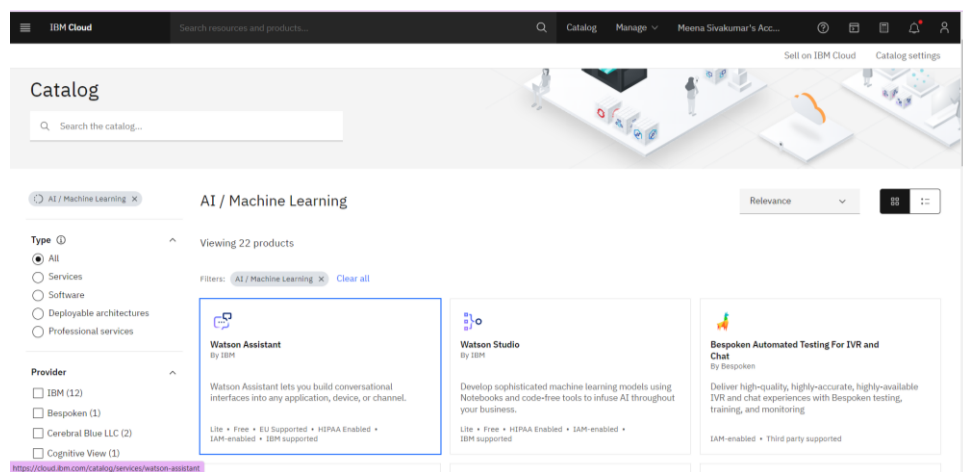 IBM Cloud
Search resources and products...
Catalog
Manage
Meena Sivakumar's Acc...
Sell on IBM Cloud
Catalog settings
Catalog
Search the catalog...
AI / Machine Learning ×
AI / Machine Learning
Relevance
Type
All
Services
Software
Deployable architectures
Professional services
Provider
IBM (12)
Bespoken (1)
Cerebral Blue LLC (2)
Cognitive View (1)
Viewing 22 products
Filters: AI / Machine Learning × Clear all
Watson Assistant
By IBM
Watson Assistant lets you build conversational
interfaces into any application, device, or channel.
Lite • Free • EU Supported • HIPAA Enabled •
IAM-enabled • IBM supported
Watson Studio
By IBM
Develop sophisticated machine learning models using
Notebooks and code-free tools to infuse AI throughout
your business.
Lite • Free • HIPAA Enabled • IAM-enabled •
IBM supported
Bespoken Automated Testing For IVR and
Chat
By Bespoken
Deliver high-quality, highly-accurate, highly-available
IVR and chat experiences with Bespoken testing,
training, and monitoring
IAM-enabled • Third party supported
https://cloud.ibm.com/catalog/services/watson-assistant